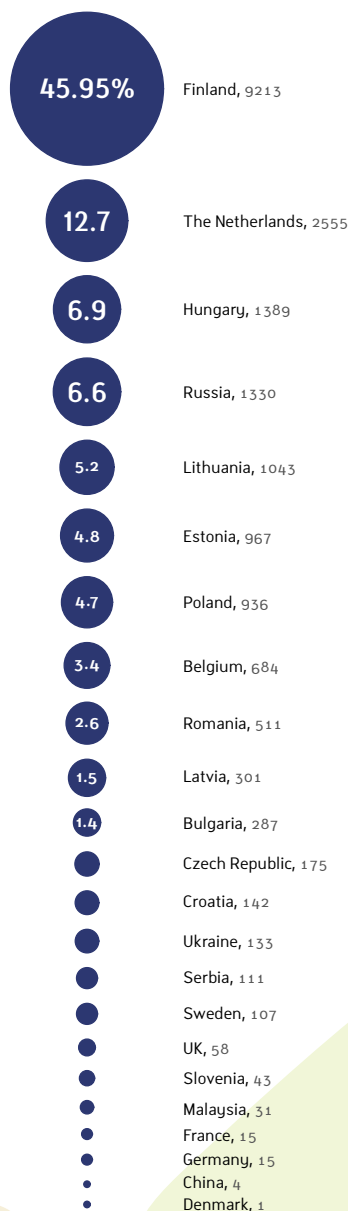 45.95% Finland, 9213
12.7 The Netherlands, 2555
6.9 Hungary, 1389
6.6 Russia, 1330
5.2 Lithuania, 1043
4.8 Estonia, 967
4.7 Poland, 936
3.4 Belgium, 684
2.6 Romania, 511
1.5 Latvia, 301
1.4 Bulgaria, 287
Czech Republic, 175
Croatia, 142
Ukraine, 133
Serbia, 111
Sweden, 107
UK, 58
Slovenia, 43
Malaysia, 31
France, 15
Germany, 15
China, 4
Denmark, 1